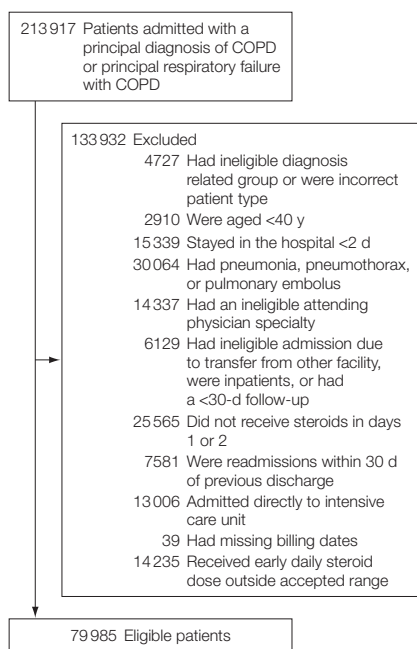 213 917 Patients admitted with a
principal diagnosis of COPD
or principal respiratory failure
with COPD
133 932 Excluded
4727 Had ineligible diagnosis
related group or were incorrect
patient type
2910 Were aged <40 y
15 339 Stayed in the hospital <2 d
30 064 Had pneumonia, pneumothorax,
or pulmonary embolus
14 337 Had an ineligible attending
physician specialty
6129 Had ineligible admission due
to transfer from other facility,
were inpatients, or had
a <30-d follow-up
25 565 Did not receive steroids in days
1 or 2
7581 Were readmissions within 30 d
of previous discharge
13 006 Admitted directly to intensive
care unit
39 Had missing billing dates
14 235 Received early daily steroid
dose outside accepted range
79 985 Eligible patients